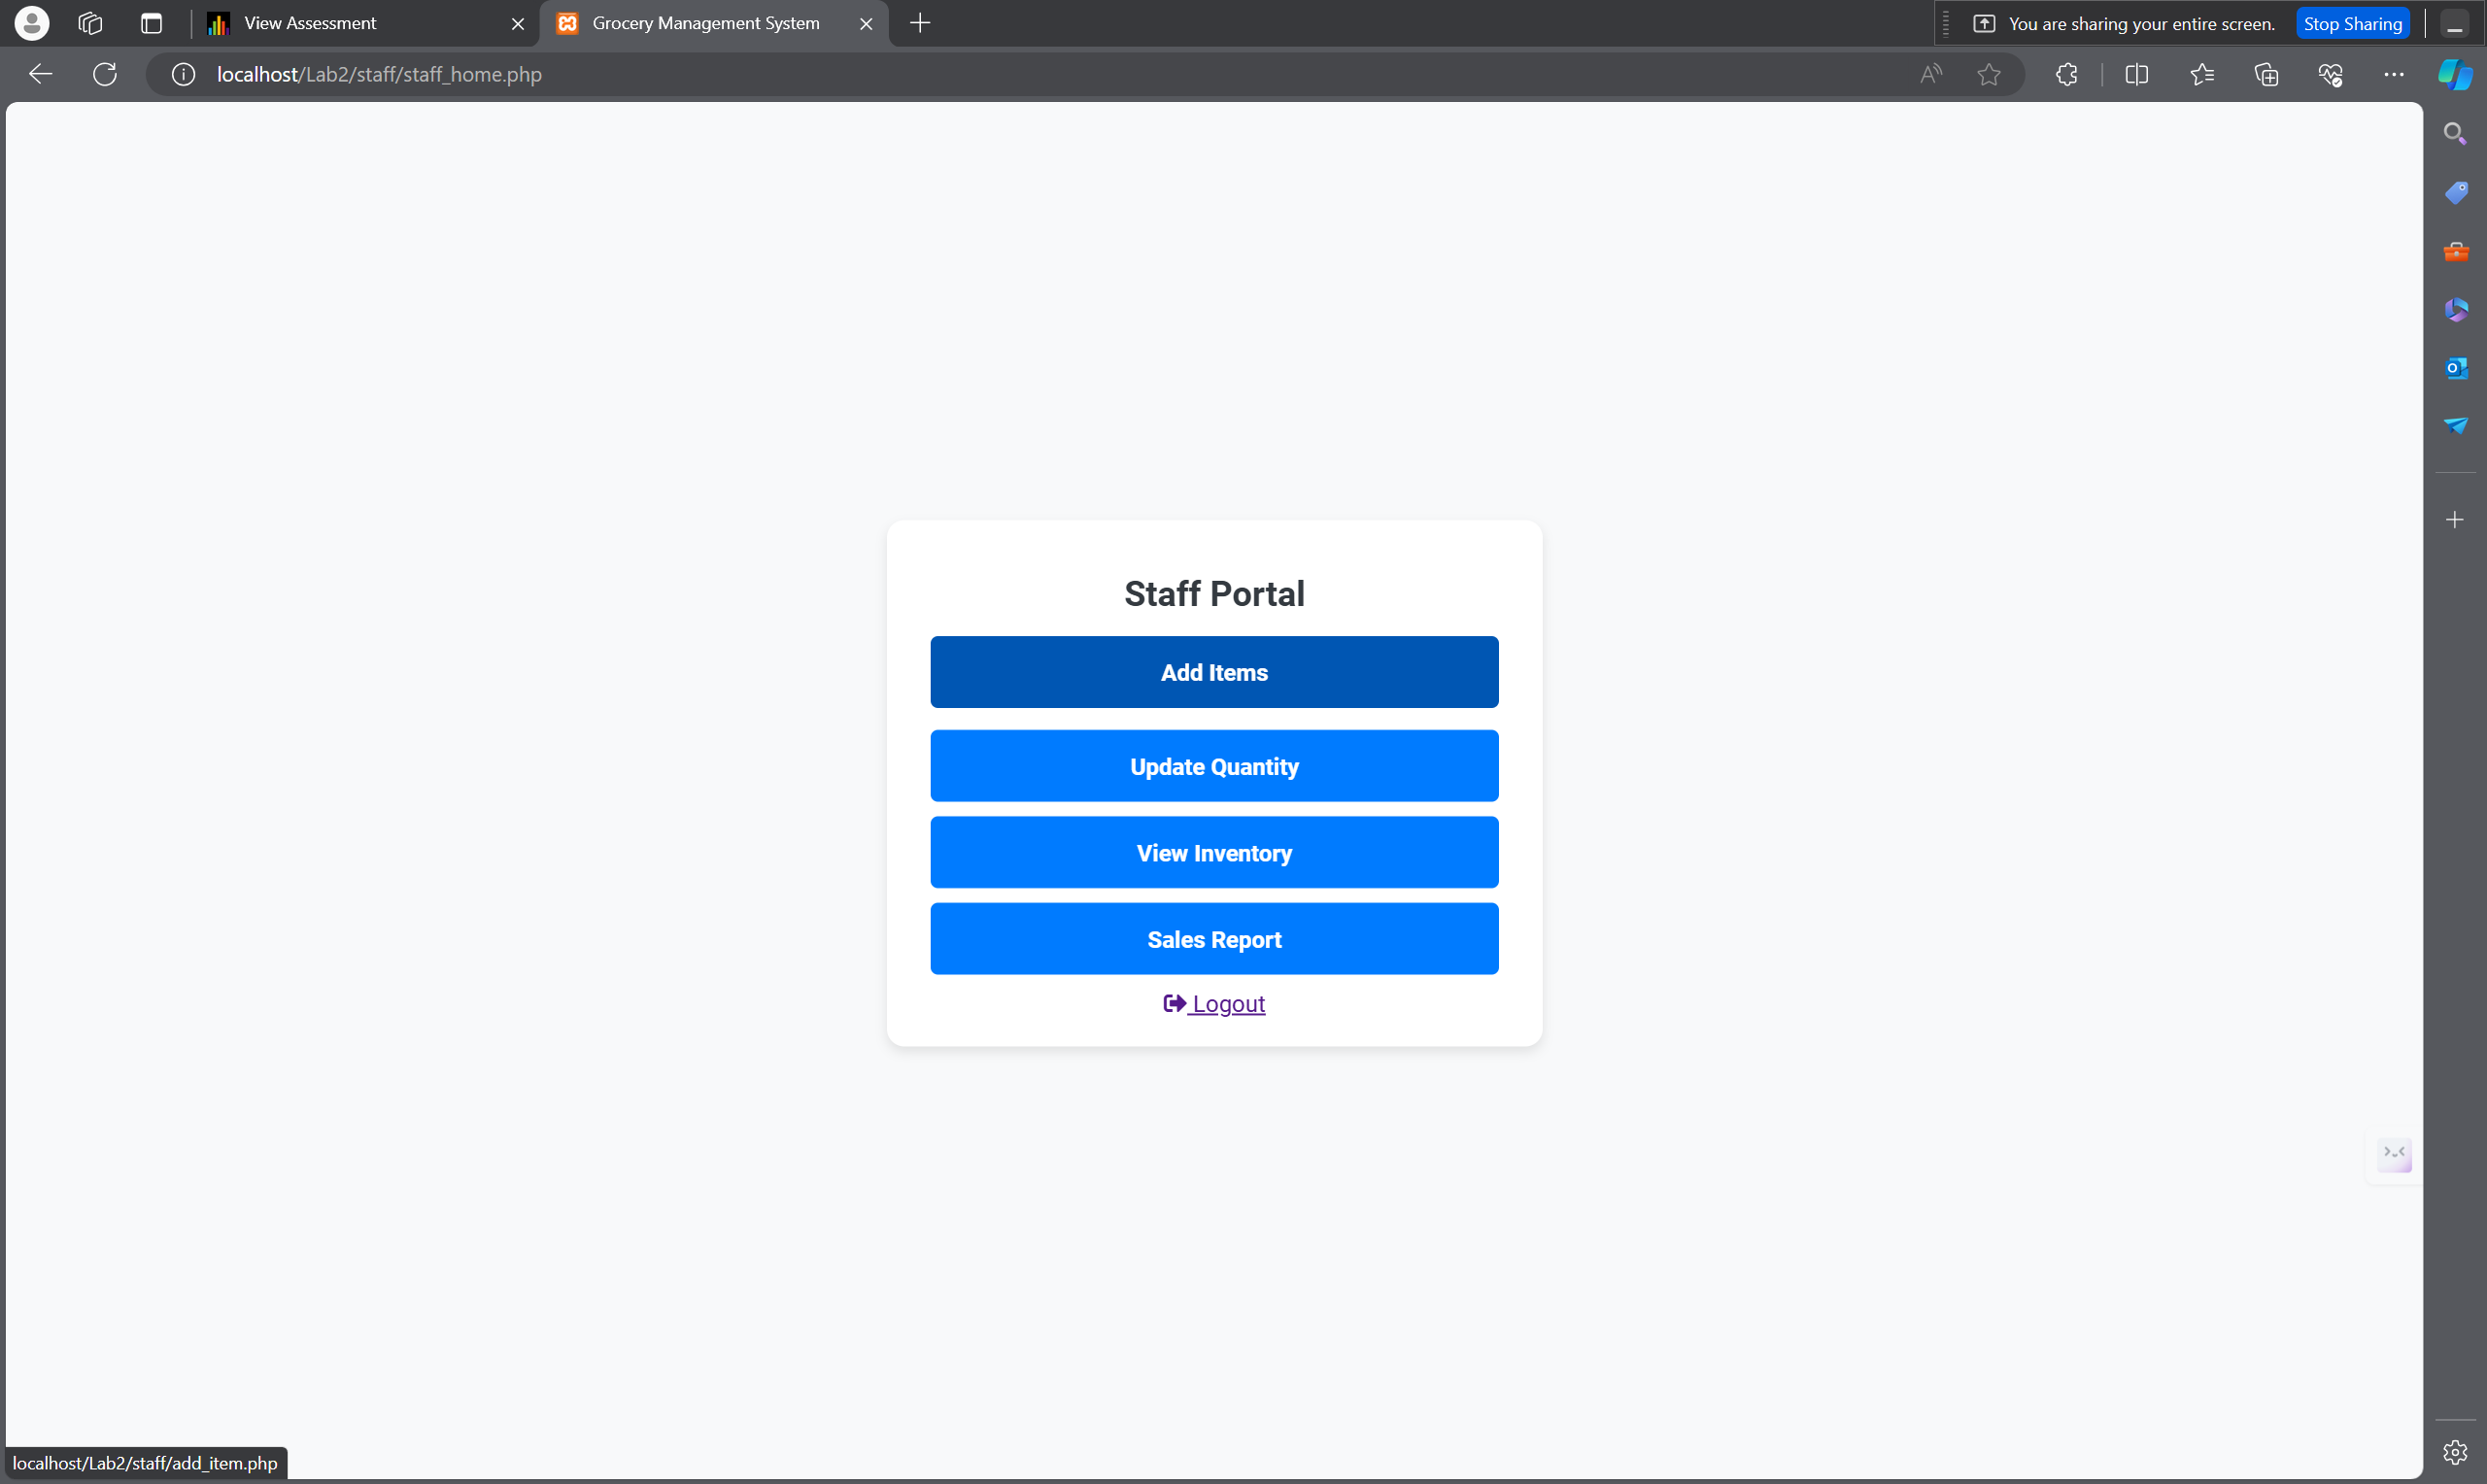 View Assessment
Grocery Management System
You are sharing your entire screen.
Stop Sharing
localhost/Lab2/staff/staff_home.php
Staff Portal
Add Items
Update Quantity
View Inventory
Sales Report
Logout
localhost/Lab2/staff/add_item.php